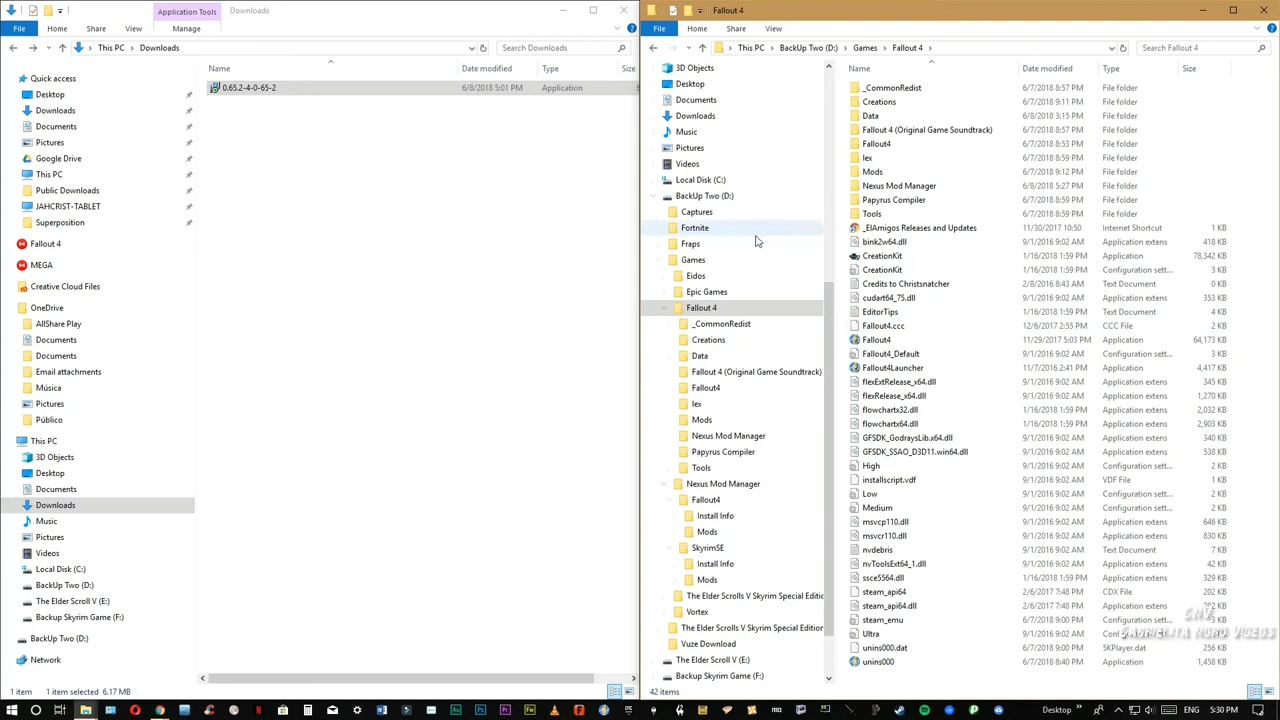 Application Tools
Downloads
File
Home
Share
View
Manage
This PC
Downloads
Search Downloads
Name
Date modified
Type
Size
0.65.2-4-0-65-2
6/8/2018 5:01 PM
Application
Quick access
Desktop
Downloads
Documents
Pictures
Google Drive
This PC
Public Downloads
JAHCRIST-TABLET
Superposition
Fallout 4
MEGA
Creative Cloud Files
OneDrive
AllShare Play
Documents
Documents
Email attachments
Música
Pictures
Público
This PC
3D Objects
Desktop
Documents
Downloads
Music
Pictures
Videos
Local Disk (C:)
BackUp Two (D:)
The Elder Scroll V (E:)
Backup Skyrim Game (F:)
BackUp Two (D:)
Network
1 item
1 item selected 6.17 MB
Fallout 4
File
Home
Share
View
This PC
BackUp Two (D:)
Games
Fallout 4
Search Fallout 4
3D Objects
Desktop
Documents
Downloads
Music
Pictures
Videos
Local Disk (C:)
BackUp Two (D:)
Captures
Fortnite
Fraps
Games
Eidos
Epic Games
Fallout 4
_CommonRedist
Creations
Data
Fallout 4 (Original Game Soundtrack)
Fallout4
lex
Mods
Nexus Mod Manager
Papyrus Compiler
Tools
Nexus Mod Manager
Fallout4
Install Info
Mods
SkyrimSE
Install Info
Mods
The Elder Scrolls V Skyrim Special Editic
Vortex
The Elder Scrolls V Skyrim Special Edition
Vuze Download
The Elder Scroll V (E:)
Backup Skyrim Game (F:)
Name Date modified Type Size
_CommonRedist 6/7/2018 8:57 PM File folder
Creations 6/7/2018 9:11 PM File folder
Data 6/8/2018 3:15 PM File folder
Fallout 4 (Original Game Soundtrack) 6/7/2018 8:59 PM File folder
Fallout4 6/7/2018 8:53 PM File folder
lex 6/7/2018 8:59 PM File folder
Mods 6/7/2018 9:12 PM File folder
Nexus Mod Manager 6/8/2018 5:27 PM File folder
Papyrus Compiler 6/7/2018 8:59 PM File folder
Tools 6/7/2018 8:59 PM File folder
_ElAmigos Releases and Updates 11/30/2017 10:50 Internet Shortcut 1 KB
bink2w64.dll 9/1/2016 9:02 AM Application extens 418 KB
CreationKit 1/16/2018 1:59 PM Application 78,342 KB
CreationKit 1/16/2018 1:59 PM Configuration sett... 3 KB
Credits to Christsnatcher 2/8/2016 8:43 AM Text Document 0 KB
cudart64_75.dll 9/1/2016 9:02 AM Application extens 353 KB
EditorTips 1/16/2018 1:59 PM Text Document 4 KB
Fallout4.ccc 12/6/2017 2:55 PM CCC File 2 KB
Fallout4 11/29/2017 5:03 PM Application 64,173 KB
Fallout4_Default 9/1/2016 9:02 AM Configuration sett... 3 KB
Fallout4Launcher 11/7/2016 2:41 PM Application 4,417 KB
flexExtRelease_x64.dll 9/1/2016 9:02 AM Application extens 345 KB
flexRelease_x64.dll 9/1/2016 9:02 AM Application extens 1,270 KB
flowchartx32.dll 1/16/2018 1:59 PM Application extens 2,032 KB
flowchartx64.dll 1/16/2018 1:59 PM Application extens 2,903 KB
GFSDK_GodraysLib.x64.dll 9/1/2016 9:02 AM Application extens 340 KB
GFSDK_SSAO_D3D11.win64.dll 9/1/2016 9:02 AM Application extens 538 KB
High 9/1/2016 9:02 AM Configuration sett... 2 KB
installscript.vdf 9/1/2016 9:02 AM VDF File 1 KB
Low 9/1/2016 9:02 AM Configuration sett... 2 KB
Medium 9/1/2016 9:02 AM Configuration sett... 2 KB
msvcp110.dll 9/1/2016 9:02 AM Application extens 646 KB
msvcr110.dll 9/1/2016 9:02 AM Application extens 830 KB
nvdebris 9/1/2016 9:02 AM Text Document 7 KB
nvToolsExt64_1.dll 9/1/2016 9:02 AM Application extens 42 KB
ssce5564.dll 1/16/2018 1:59 PM Application extens 329 KB
steam_api64 2/6/2017 7:48 PM CDX File 202 KB
steam_api64.dll 2/6/2017 7:48 PM Application extens
steam_emu 6/7/2018 9:00 PM Configuration sett... 2 KB
Ultra 9/1/2016 9:02 AM 2 KB
unins000.dat 6/7/2018 8:48 PM 5KPlayer.dat 256 KB
unins000 6/7/2018 8:40 PM Application 1,458 KB
42 items
GNV
GABRIELITA NORD VIDEOS
Desktop
5:30 PM